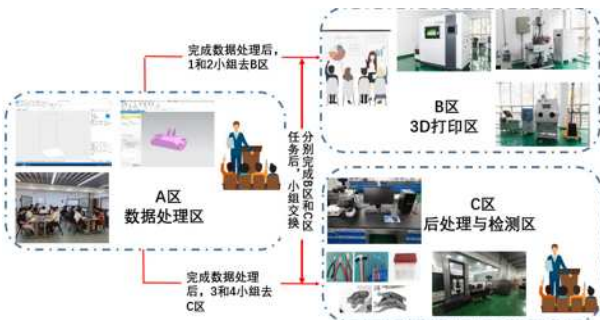 完成数据处理后，
1和2小组去B区
B区
3D打印区
A区
数据处理区
分别完成B区和C区
任务后，小组交换
C区
后处理与检测区
完成数据处理
后，3和4小组去
C区